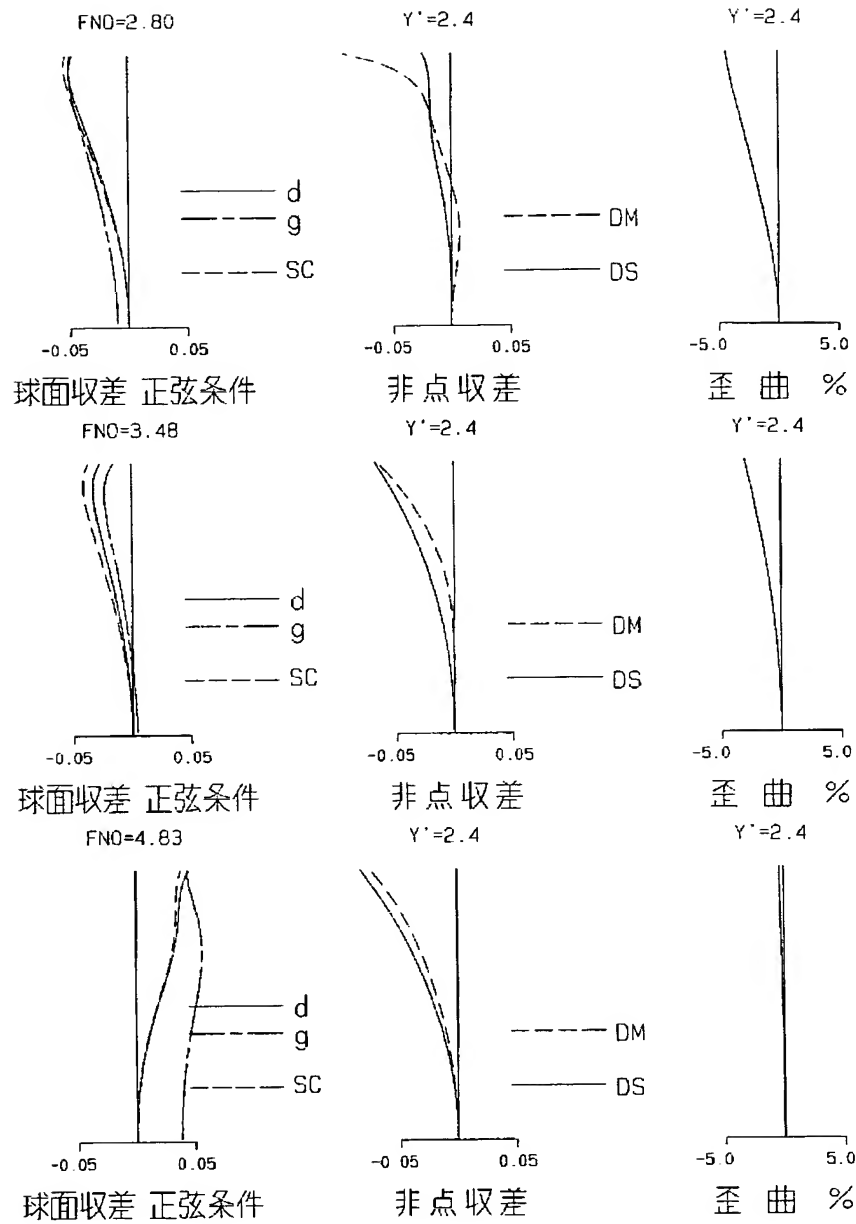 FNO=2.80 Y'=2.4 Y'=2.4
d
g
SC
DM
DS
-0.05 0.05 -0.05 0.05 -5.0 5.0
球面収差 正弦条件 非点収差 歪曲 %
FNO=3.48 Y'=2.4 Y'=2.4
d
g
SC
DM
DS
-0.05 0.05 -0.05 0.05 -5.0 5.0
球面収差 正弦条件 非点収差 歪曲 %
FNO=4.83 Y'=2.4 Y'=2.4
d
g
SC
DM
DS
-0.05 0.05 -0.05 0.05 -5.0 5.0
球面収差 正弦条件 非点収差 歪曲 %